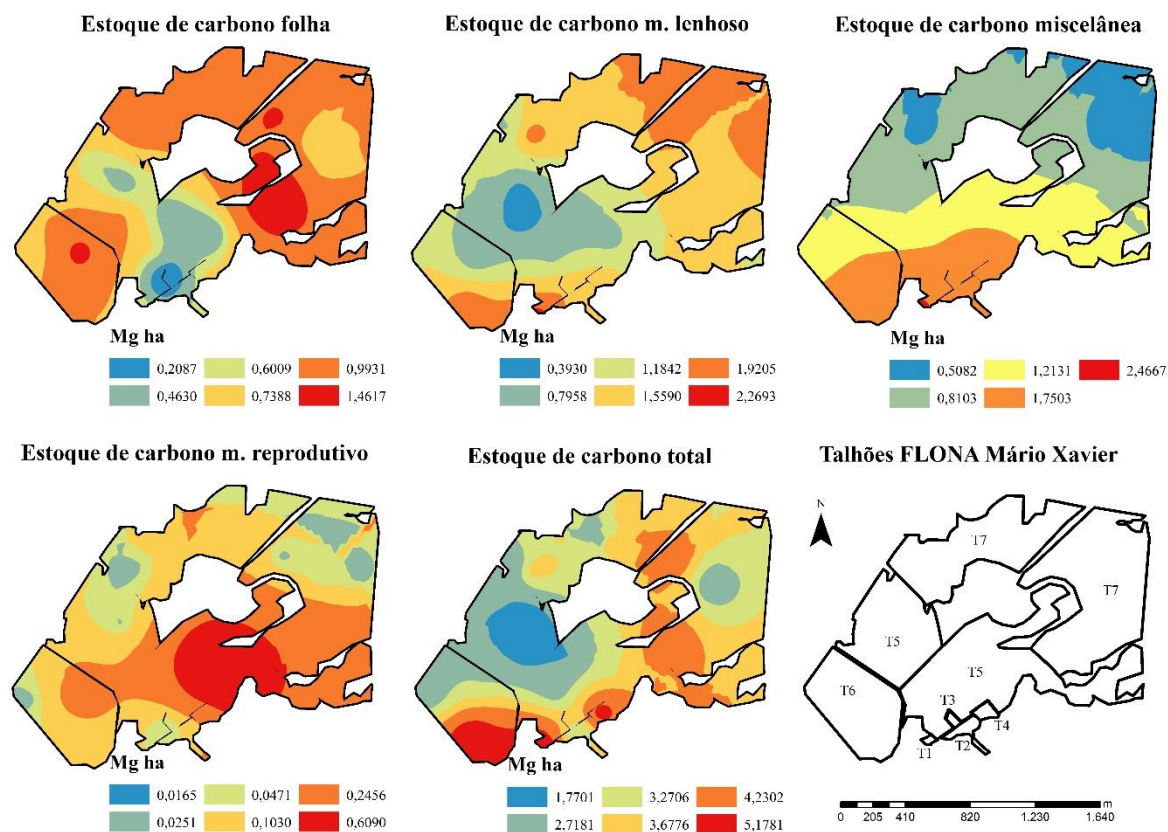 Estoque de carbono folha
Estoque de carbono m. lenhoso
Estoque de carbono miscelânea
Mg ha
0,2087 0,6009 0,9931
0,4630 0,7388 1,4617
Mg ha
0,3930 1,1842 1,9205
0,7958 1,5590 2,2693
Mg ha
0,5082 1,2131 2,4667
0,8103 1,7503
Estoque de carbono m. reprodutivo
Estoque de carbono total
Talhões FLONA Mário Xavier
Mg ha
0,0165 0,0471 0,2456
0,0251 0,1030 0,6090
Mg ha
1,7701 3,2706 4,2302
2,7181 3,6776 5,1781
N
T7
T7
T5
T5
T6
T3
T4
T1
T2
m
0 205 410 820 1.230 1.640